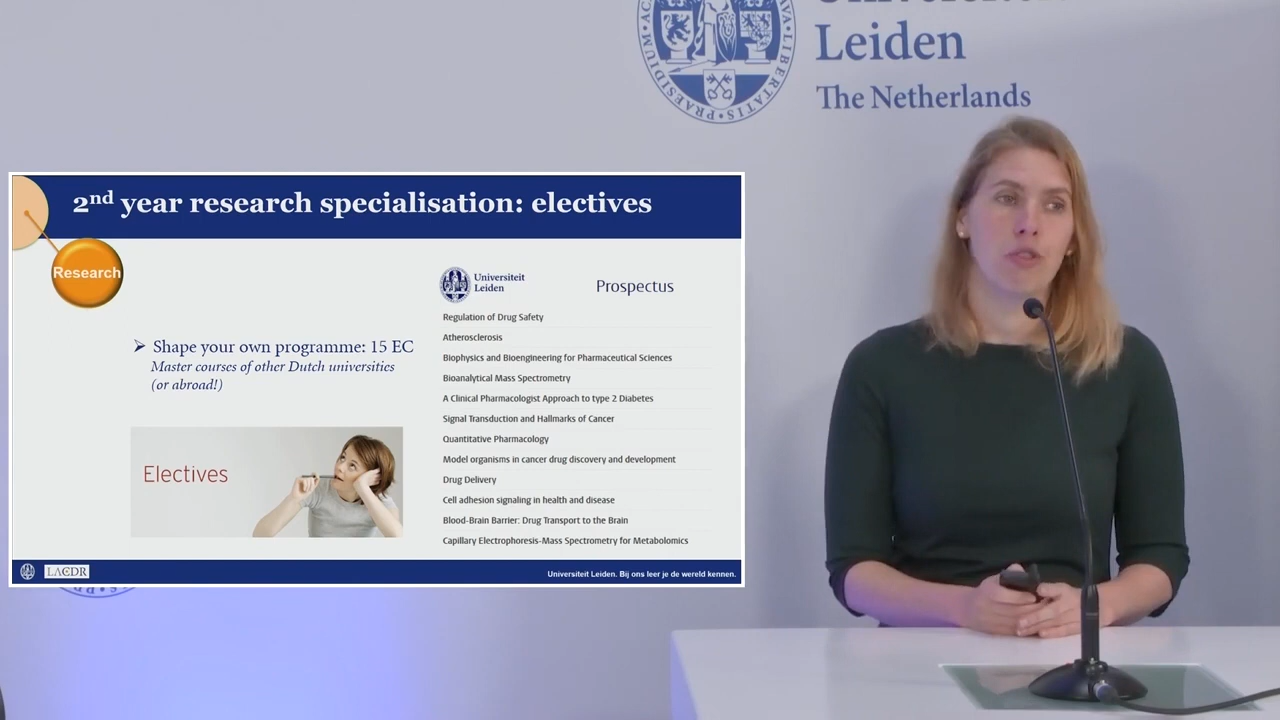 Leiden
The Netherlands
PRAESIDIUM
LIBERTATIS
2nd year research specialisation: electives
Research
Universiteit
Leiden
Prospectus
➢ Shape your own programme: 15 EC
Master courses of other Dutch universities
(or abroad!)
Electives
Regulation of Drug Safety
Atherosclerosis
Biophysics and Bioengineering for Pharmaceutical Sciences
Bioanalytical Mass Spectrometry
A Clinical Pharmacologist Approach to type 2 Diabetes
Signal Transduction and Hallmarks of Cancer
Quantitative Pharmacology
Model organisms in cancer drug discovery and development
Drug Delivery
Cell adhesion signaling in health and disease
Blood-Brain Barrier: Drug Transport to the Brain
Capillary Electrophoresis-Mass Spectrometry for Metabolomics
LACDR
Universiteit Leiden. Bij ons leer je de wereld kennen.